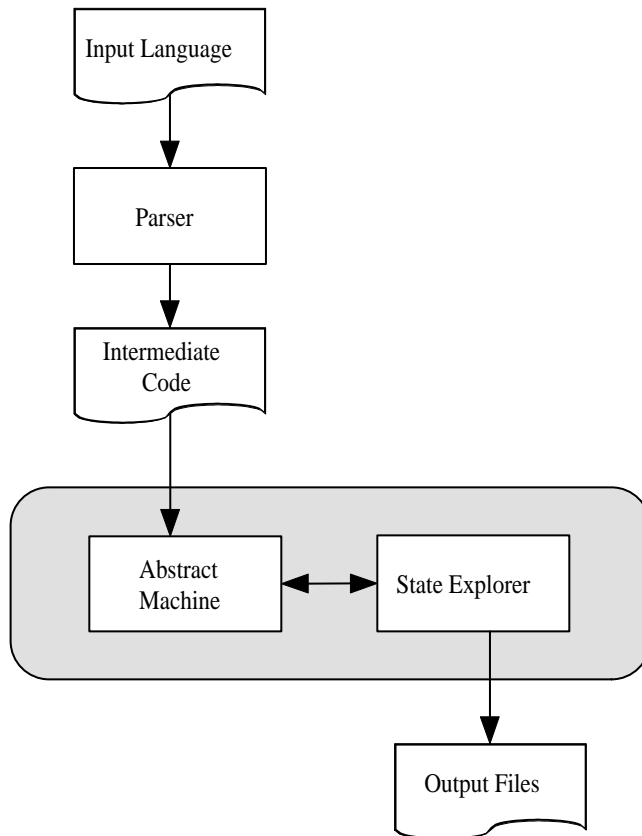 Input Language
Parser
Intermediate
Code
Abstract
Machine
State Explorer
Output Files